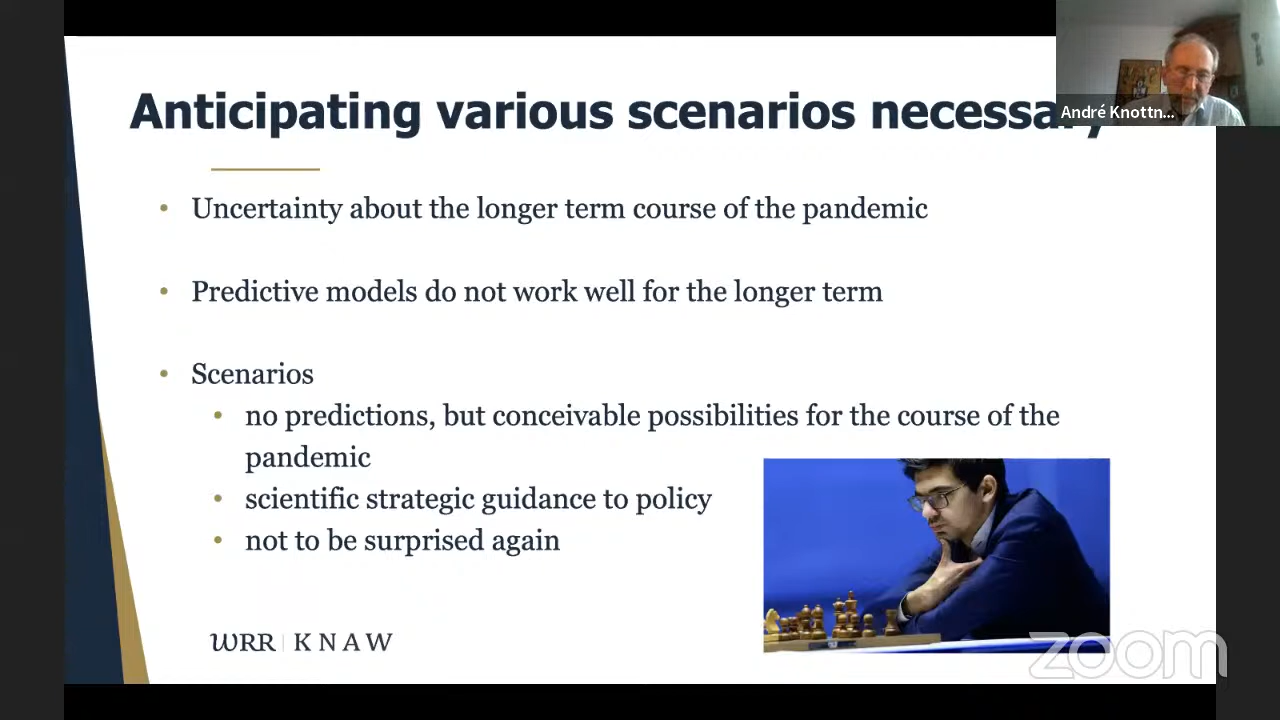 Anticipating various scenarios necessary
André Knottn...
• Uncertainty about the longer term course of the pandemic
• Predictive models do not work well for the longer term
• Scenarios
• no predictions, but conceivable possibilities for the course of the
pandemic
• scientific strategic guidance to policy
• not to be surprised again
WRR | KNAW
zoom